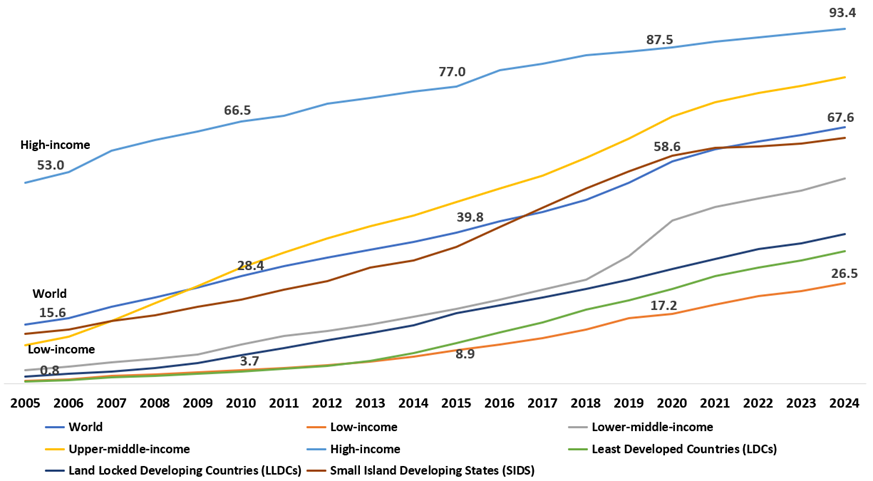 93.4
87.5
77.0
66.5
High-income
53.0
67.6
58.6
39.8
28.4
World
15.6
26.5
17.2
Low-income
8.9
3.7
0.8
2005 2006 2007 2008 2009 2010 2011 2012 2013 2014 2015 2016 2017 2018 2019 2020 2021 2022 2023 2024
World Low-income Lower-middle-income
Upper-middle-income High-income Least Developed Countries (LDCs)
Land Locked Developing Countries (LLDCs) Small Island Developing States (SIDS)